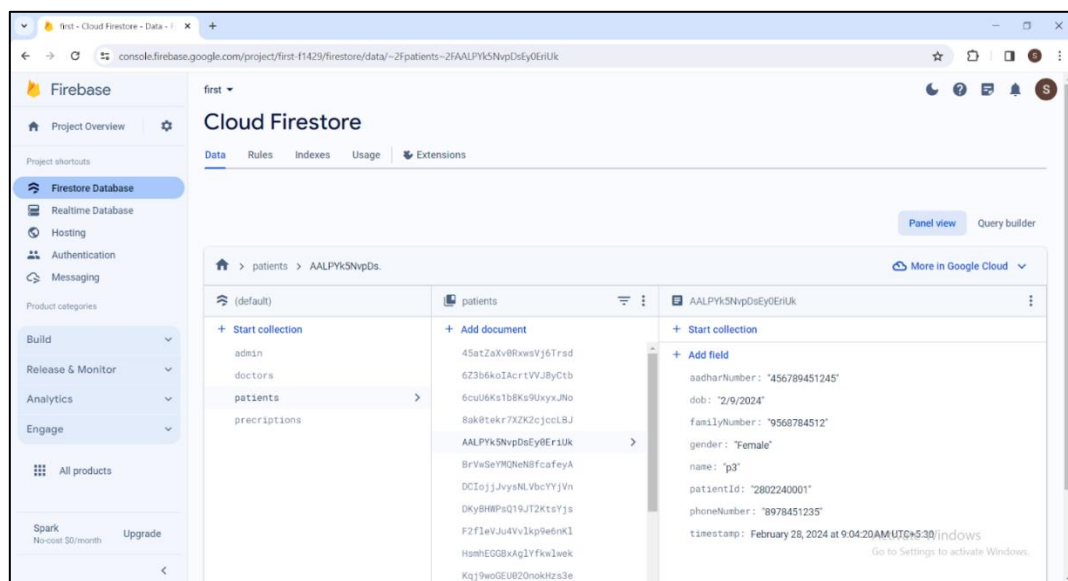 first - Cloud Firestore - Data - F
console.firebase.google.com/project/first-f1429/firestore/data/~2Fpatients~2FAALPYk5NvpDsEy0EriUk
S
Firebase
first
S
Project Overview
Cloud Firestore
Project shortcuts
Data Rules Indexes Usage Extensions
Firestore Database
Realtime Database
Hosting
Authentication
Messaging
Product categories
Build
Release & Monitor
Analytics
Engage
All products
Spark
No-cost $0/month
Upgrade
Panel view Query builder
patients > AALPYk5NvpDs.
More in Google Cloud
(default)
+ Start collection
admin
doctors
patients
precriptions
patients
+ Add document
45atZaXv0RxwsVj6Trsd
6Z3b6koIAcrtVVJByCtb
6cuU6Ks1b8Ks9UxyxJNo
8ak0tekr7XZK2cjccLBJ
AALPYk5NvpDsEy0EriUk
BrVwSeYMQNeN8fcafeyA
DCIojjJvysNLVbcYYjVn
DKyBHWPsQ19JT2KtsYjs
F2fleVJu4Vvlkp9e6nKl
HsmhEGGBxAglYfkwlwek
Kqj9woGEU02OnokHzs3e
AALPYk5NvpDsEy0EriUk
+ Start collection
+ Add field
aadharNumber: "456789451245"
dob: "2/9/2024"
familyNumber: "9568784512"
gender: "Female"
name: "p3"
patientId: "2802240001"
phoneNumber: "8978451235"
timestamp: February 28, 2024 at 9:04:20 AM UTC+5:30
Activate Windows
Go to Settings to activate Windows.